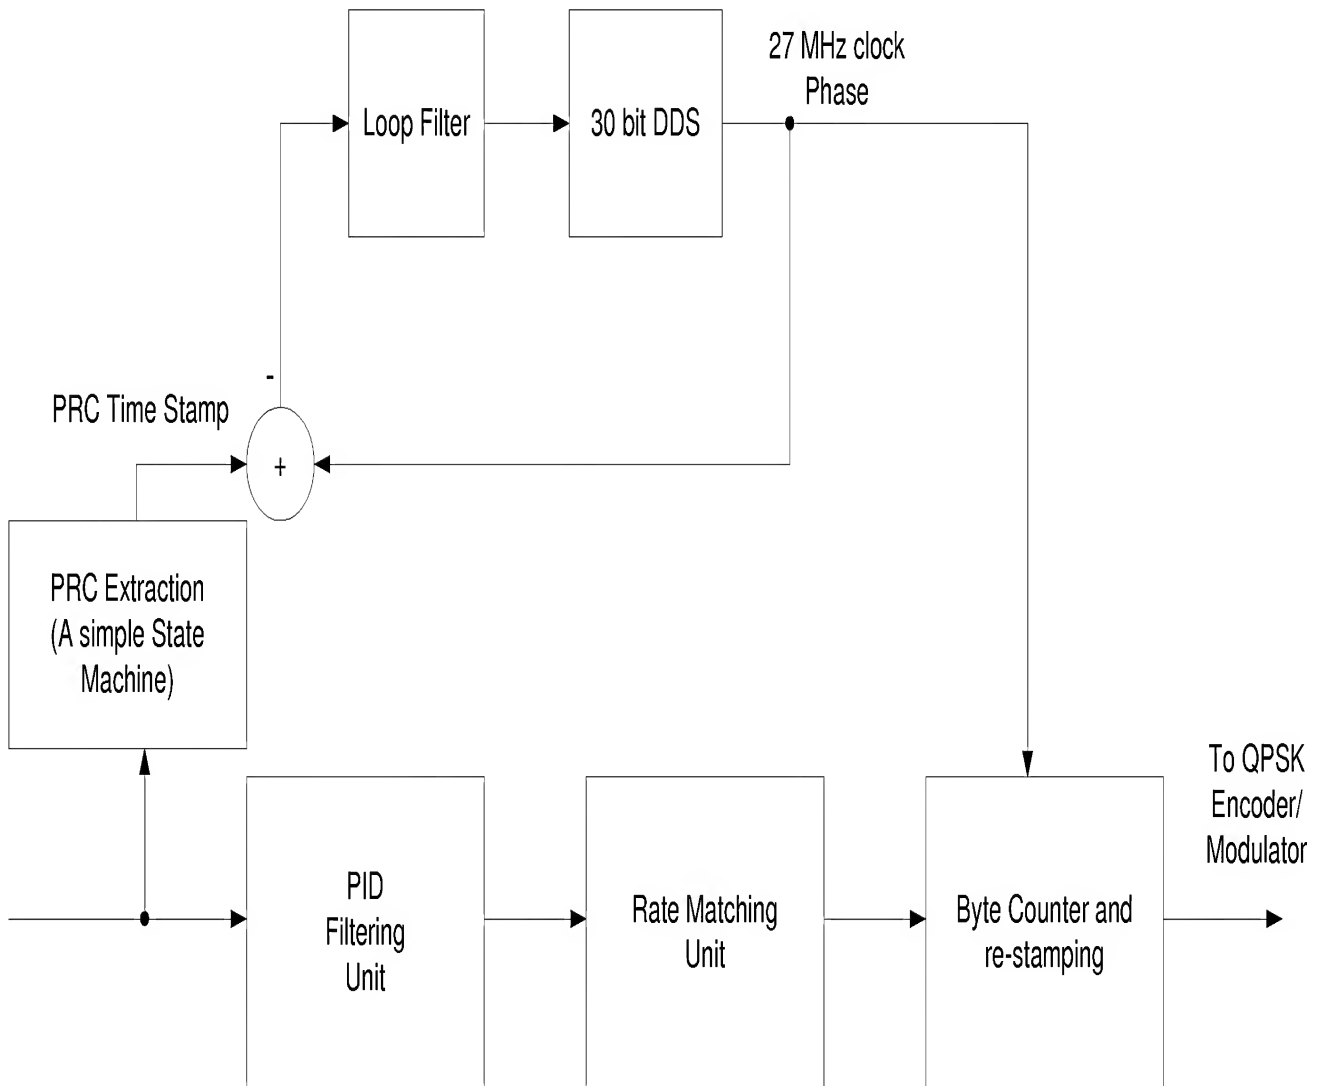 27 MHz clock
Phase
Loop Filter
30 bit DDS
-
PRC Time Stamp
+
PRC Extraction
(A simple State
Machine)
To QPSK
Encoder/
Modulator
PID
Filtering
Unit
Rate Matching
Unit
Byte Counter and
re-stamping